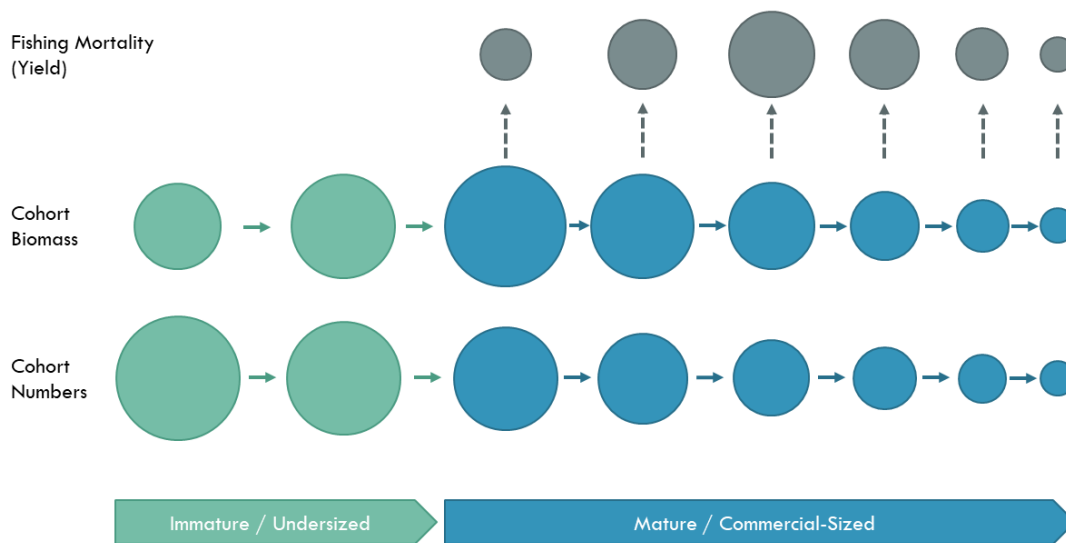 Fishing Mortality
(Yield)
Cohort
Biomass
Cohort
Numbers
Immature / Undersized
Mature / Commercial-Sized